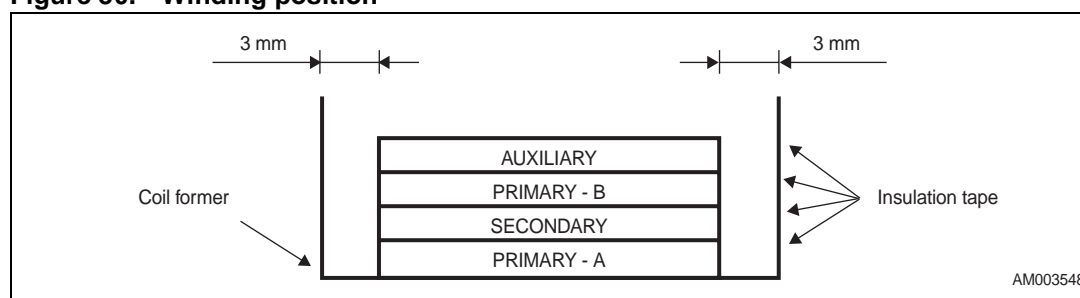 Figure 30. Winding position
3 mm
3 mm
AUXILIARY
PRIMARY - B
SECONDARY
PRIMARY - A
Coil former
Insulation tape
AM003548